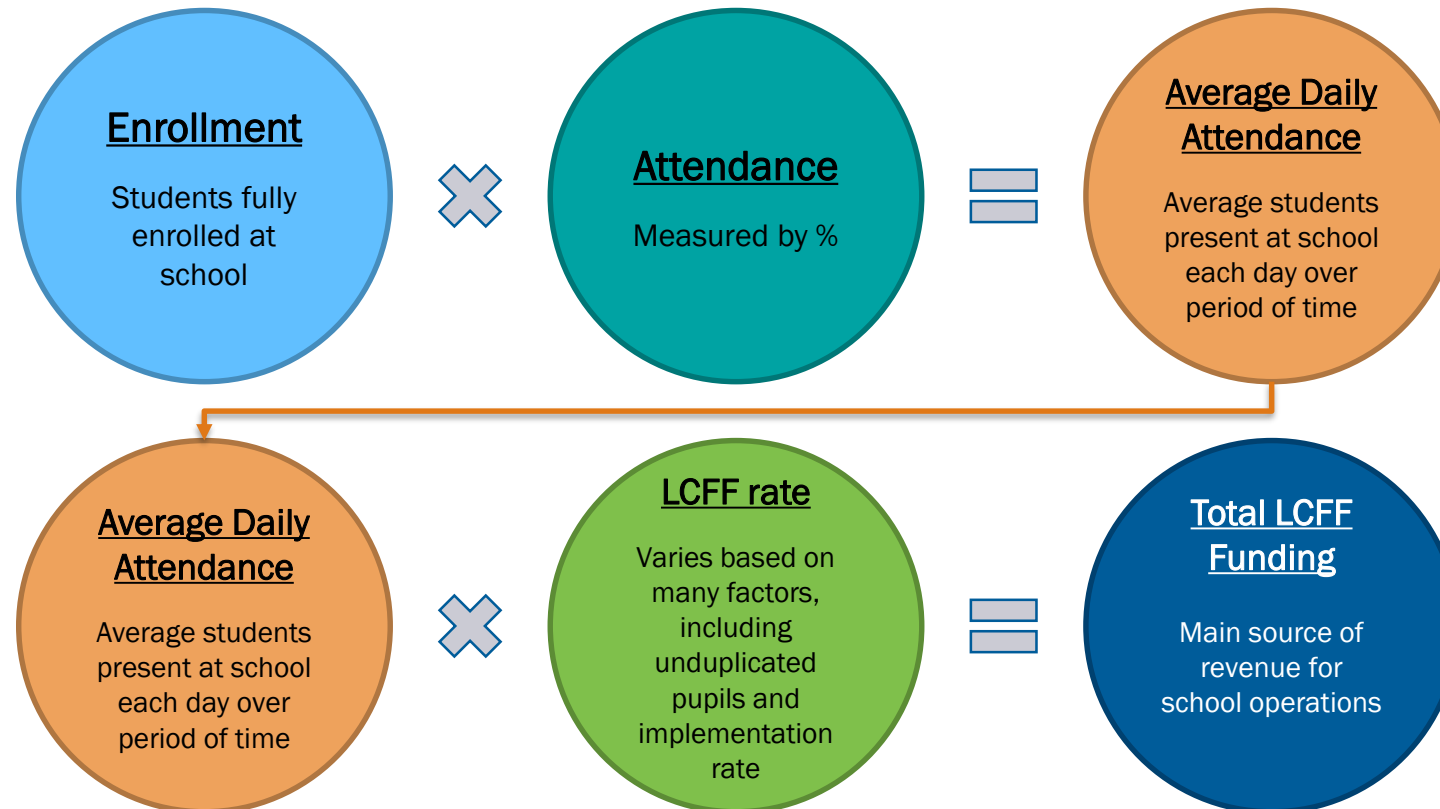 Enrollment
Students fully
enrolled at
school
Attendance
Measured by %
Average Daily
Attendance
Average students
present at school
each day over
period of time
Average Daily
Attendance
Average students
present at school
each day over
period of time
LCFF rate
Varies based on
many factors,
including
unduplicated
pupils and
implementation
rate
Total LCFF
Funding
Main source of
revenue for
school operations